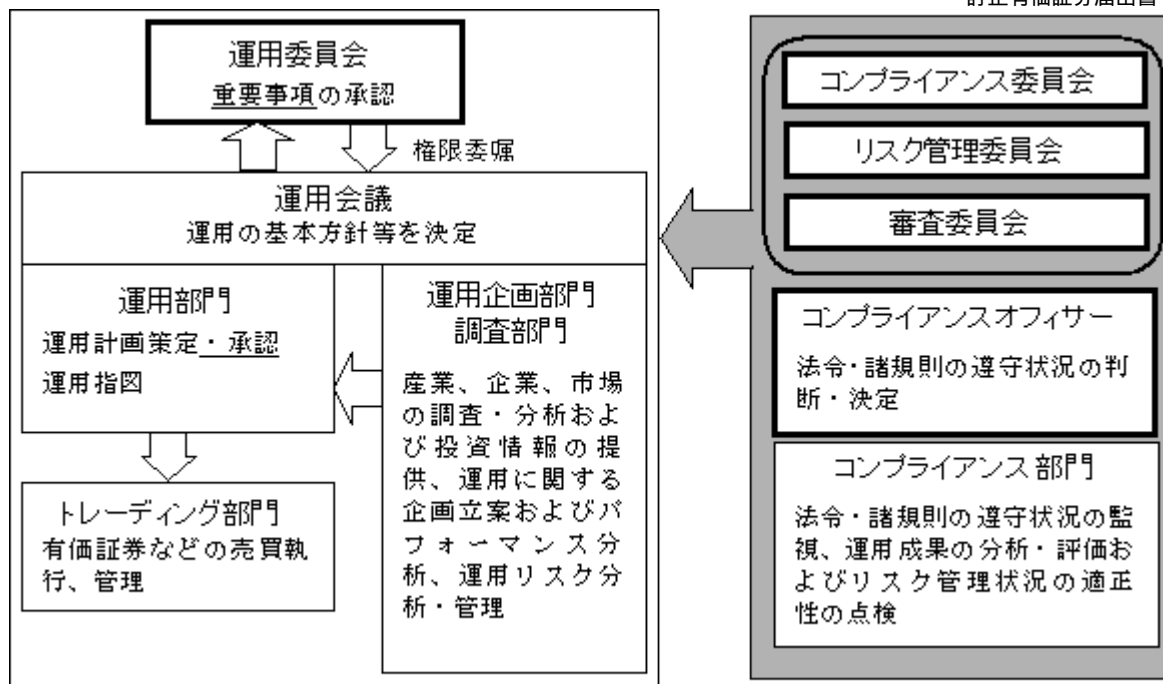 訂正有価証券届出書
運用委員会
重要事項の承認
権限委嘱
運用会議
運用の基本方針等を決定
運用部門
運用計画策定・承認
運用指図
トレーディング部門
有価証券などの売買執
行、管理
運用企画部門
調査部門
産業、企業、市場
の調査・分析およ
び投資情報の提
供、運用に関する
企画立案およびパ
フォーマンス分
析、運用リスク分
析・管理
コンプライアンス委員会
リスク管理委員会
審査委員会
コンプライアンスオフィサー
法令・諸規則の遵守状況の判
断・決定
コンプライアンス部門
法令・諸規則の遵守状況の監
視、運用成果の分析・評価お
よびリスク管理状況の適正
性の点検